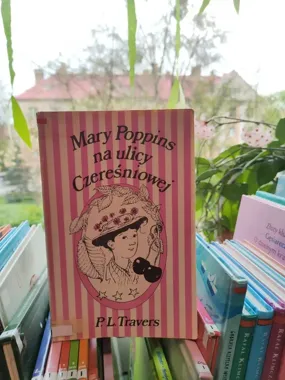 Mary Poppins
na ulicy
Czereśniowej
P. L. Travers